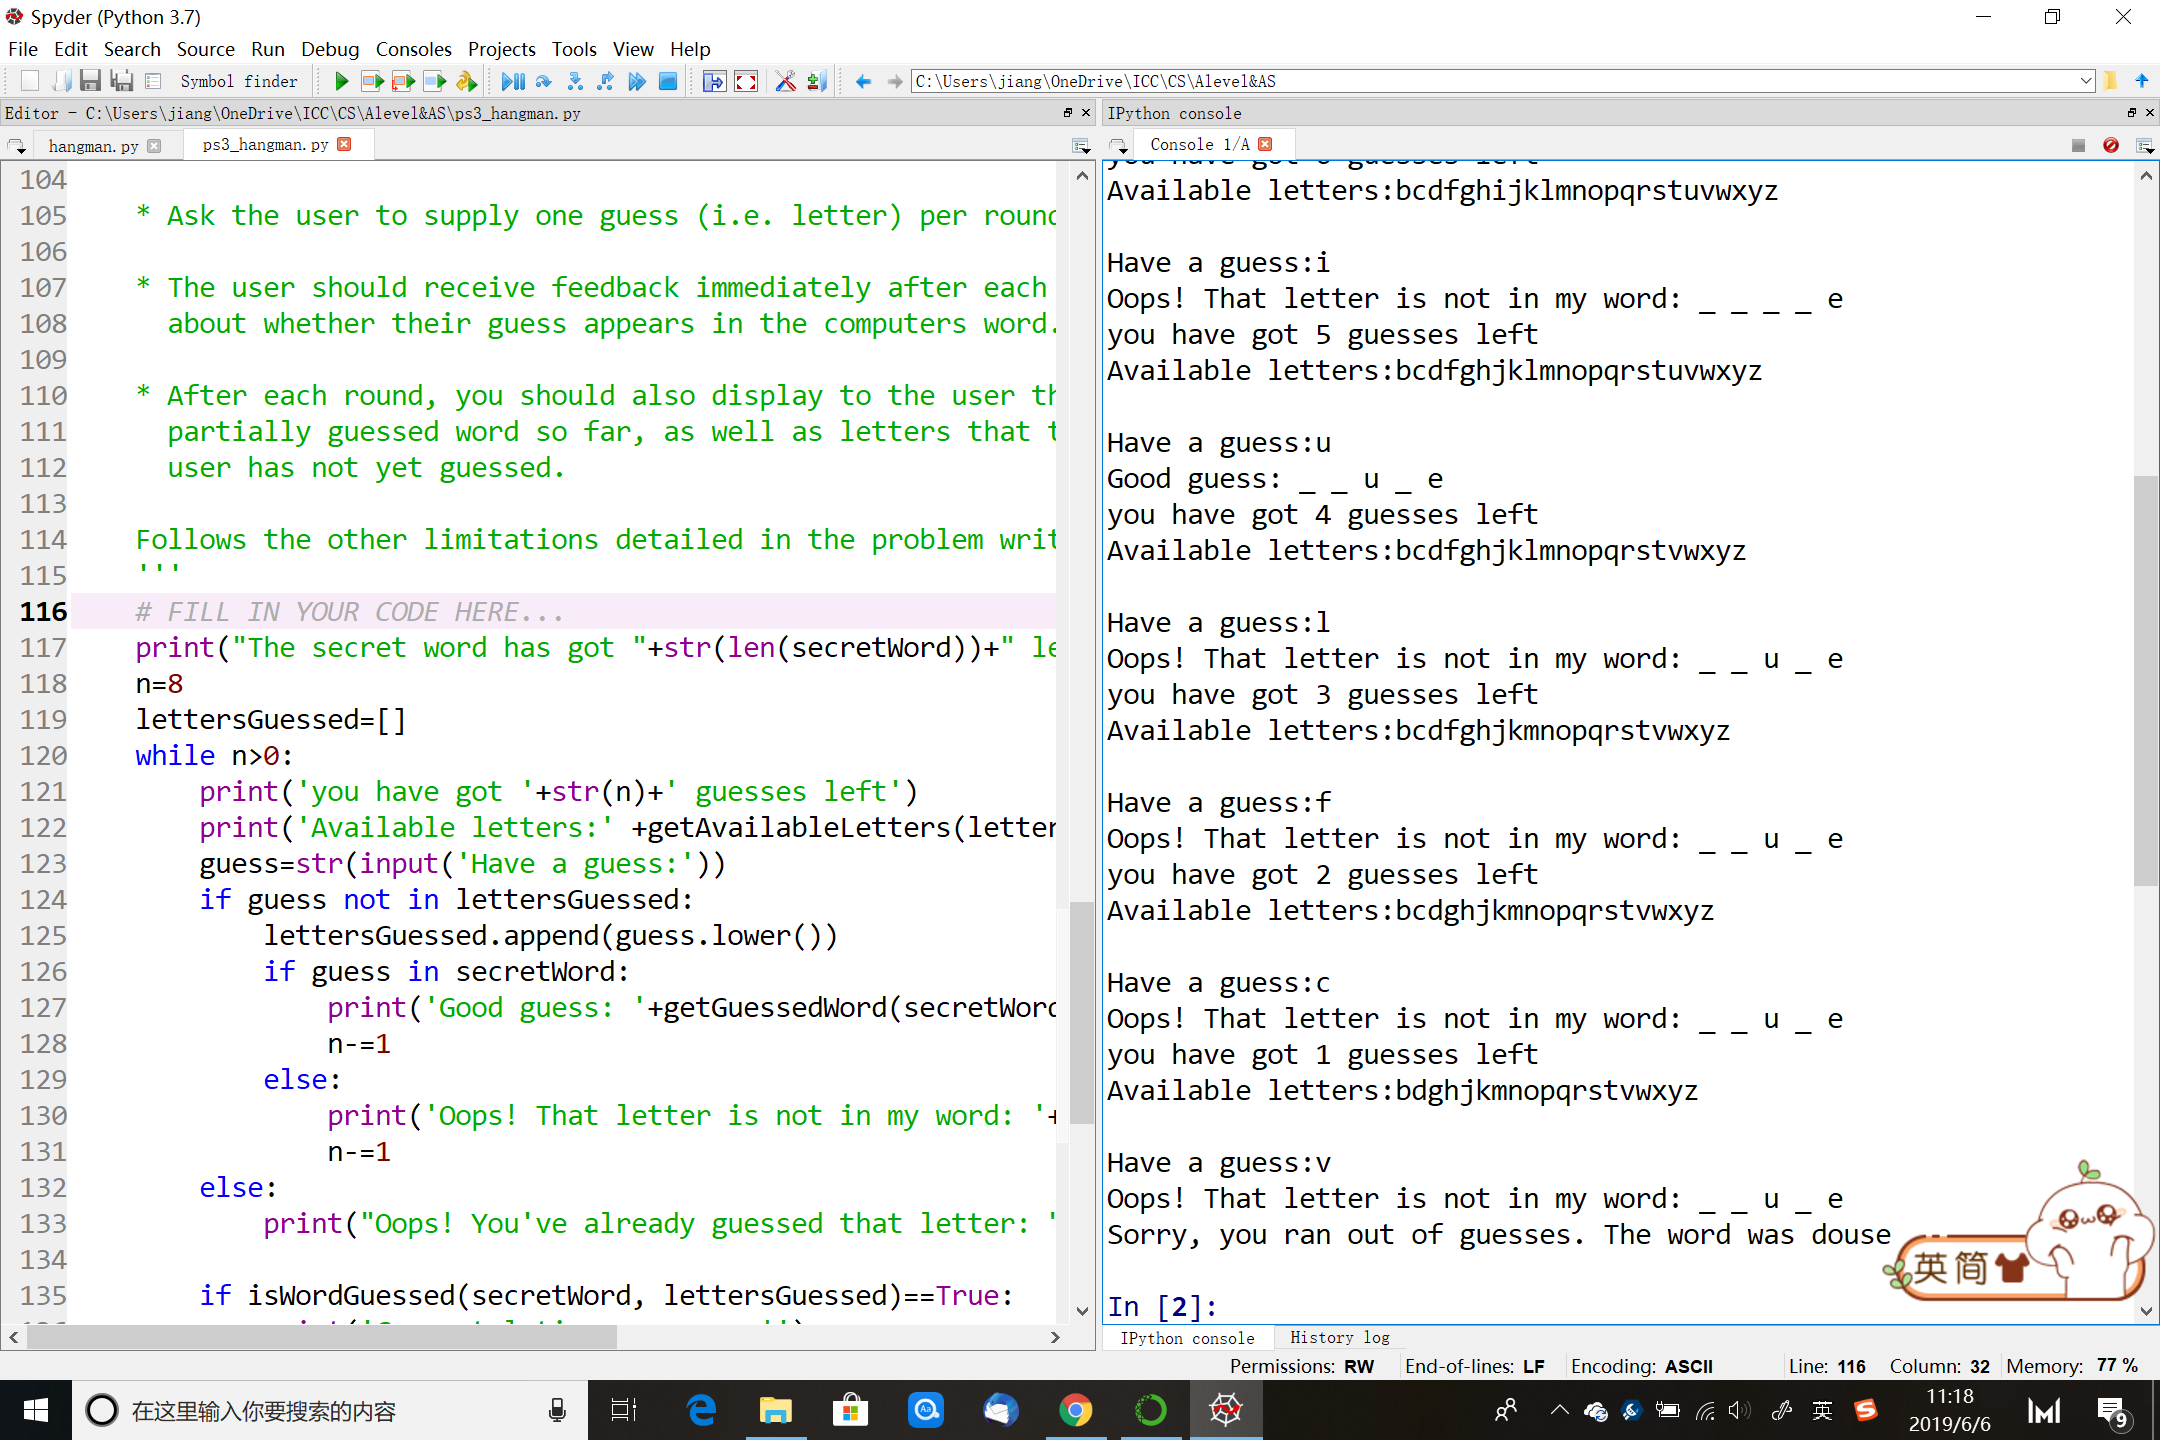 Spyder (Python 3.7)
File Edit Search Source Run Debug Consoles Projects Tools View Help
Symbol finder
C:\Users\jiang\OneDrive\ICC\CS\Alevel&AS
Editor - C:\Users\jiang\OneDrive\ICC\CS\Alevel&AS\ps3_hangman.py
hangman.py
ps3_hangman.py
104
105 * Ask the user to supply one guess (i.e. letter) per round
106
107 * The user should receive feedback immediately after each
108 about whether their guess appears in the computers word.
109
110 * After each round, you should also display to the user th
111 partially guessed word so far, as well as letters that t
112 user has not yet guessed.
113
114 Follows the other limitations detailed in the problem writ
115 '''
116 # FILL IN YOUR CODE HERE...
117 print("The secret word has got "+str(len(secretWord))+" le
118 n=8
119 lettersGuessed=[]
120 while n>0:
121 print('you have got '+str(n)+' guesses left')
122 print('Available letters:' +getAvailableLetters(letter
123 guess=str(input('Have a guess:'))
124 if guess not in lettersGuessed:
125 lettersGuessed.append(guess.lower())
126 if guess in secretWord:
127 print('Good guess: '+getGuessedWord(secretWord
128 n-=1
129 else:
130 print('Oops! That letter is not in my word: '+
131 n-=1
132 else:
133 print("Oops! You've already guessed that letter: '
134
135 if isWordGuessed(secretWord, lettersGuessed)==True:
IPython console
Console 1/A
you have got 6 guesses left
Available letters:bcdfghijklmnopqrstuvwxyz
Have a guess:i
Oops! That letter is not in my word: _ _ _ _ e
you have got 5 guesses left
Available letters:bcdfghjklmnopqrstuvwxyz
Have a guess:u
Good guess: _ _ u _ e
you have got 4 guesses left
Available letters:bcdfghjklmnopqrstvwxyz
Have a guess:l
Oops! That letter is not in my word: _ _ u _ e
you have got 3 guesses left
Available letters:bcdfghjkmnopqrstvwxyz
Have a guess:f
Oops! That letter is not in my word: _ _ u _ e
you have got 2 guesses left
Available letters:bcdghjkmnopqrstvwxyz
Have a guess:c
Oops! That letter is not in my word: _ _ u _ e
you have got 1 guesses left
Available letters:bdghjkmnopqrstvwxyz
Have a guess:v
Oops! That letter is not in my word: _ _ u _ e
Sorry, you ran out of guesses. The word was douse
In [2]:
英简
IPython console History log
Permissions: RW End-of-lines: LF Encoding: ASCII Line: 116 Column: 32 Memory: 77 %
在这里输入你要搜索的内容
Aa
英
S
11:18
2019/6/6
9